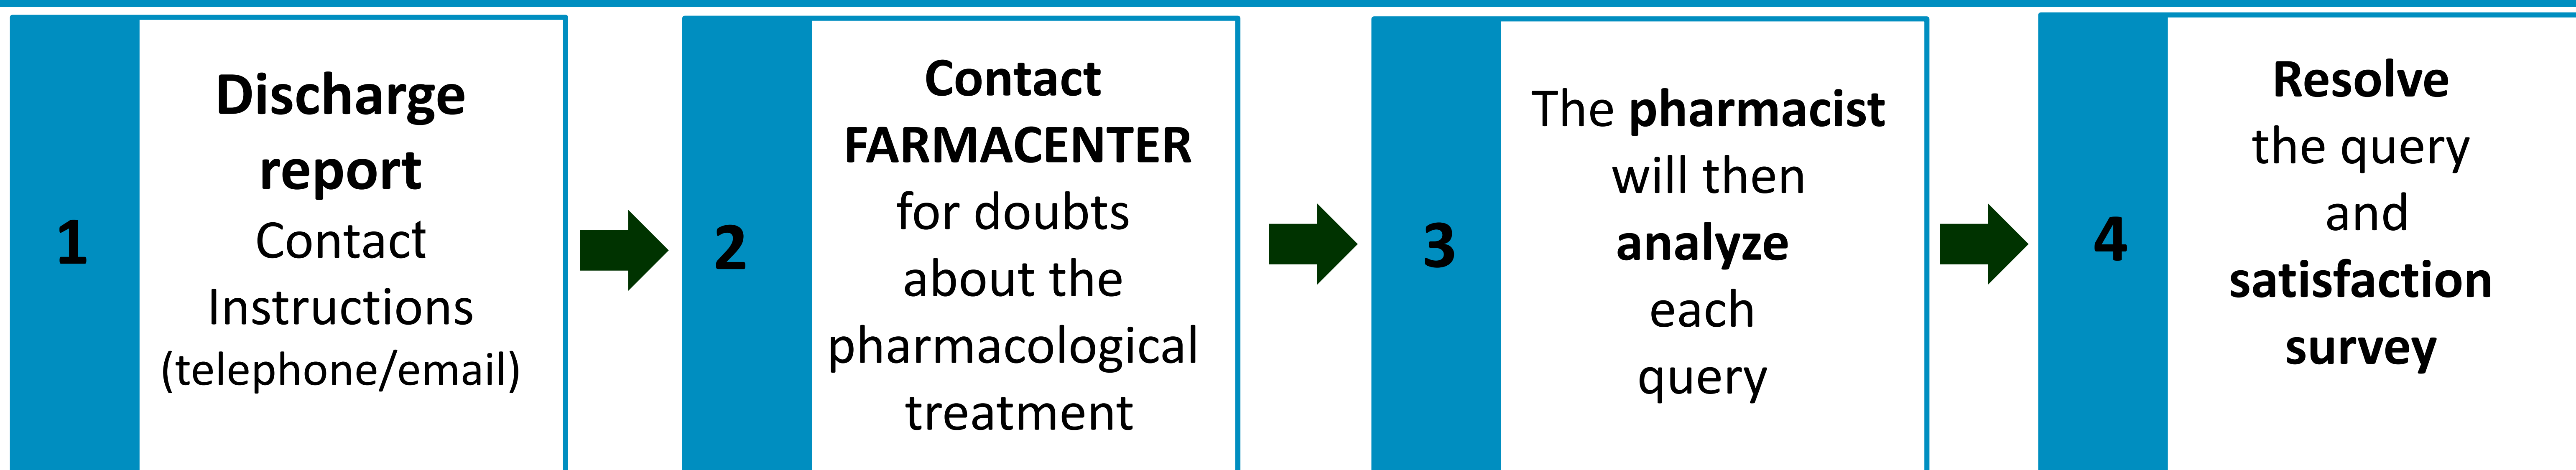 1
Discharge
report
Contact
Instructions
(telephone/email)
2
Contact
FARMACENTER
for doubts
about the
pharmacological
treatment
3
The pharmacist
will then
analyze
each
query
4
Resolve
the query
and
satisfaction
survey